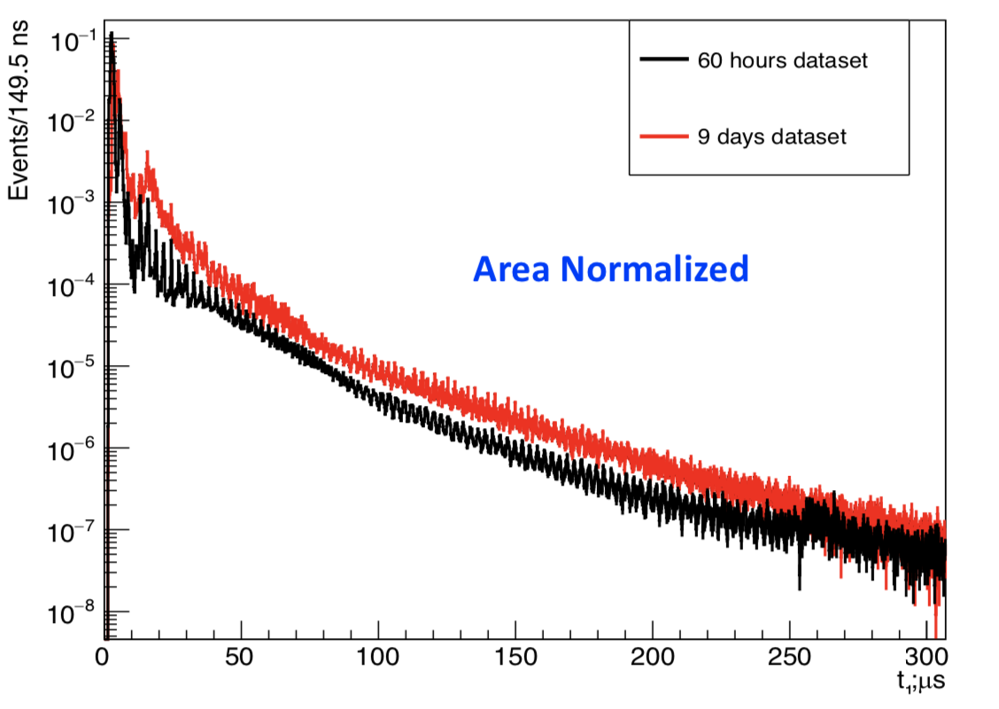 Events/149.5 ns
10⁻¹
10⁻²
10⁻³
10⁻⁴
10⁻⁵
10⁻⁶
10⁻⁷
10⁻⁸
60 hours dataset
9 days dataset
Area Normalized
0 50 100 150 200 250 300
t₁;μs